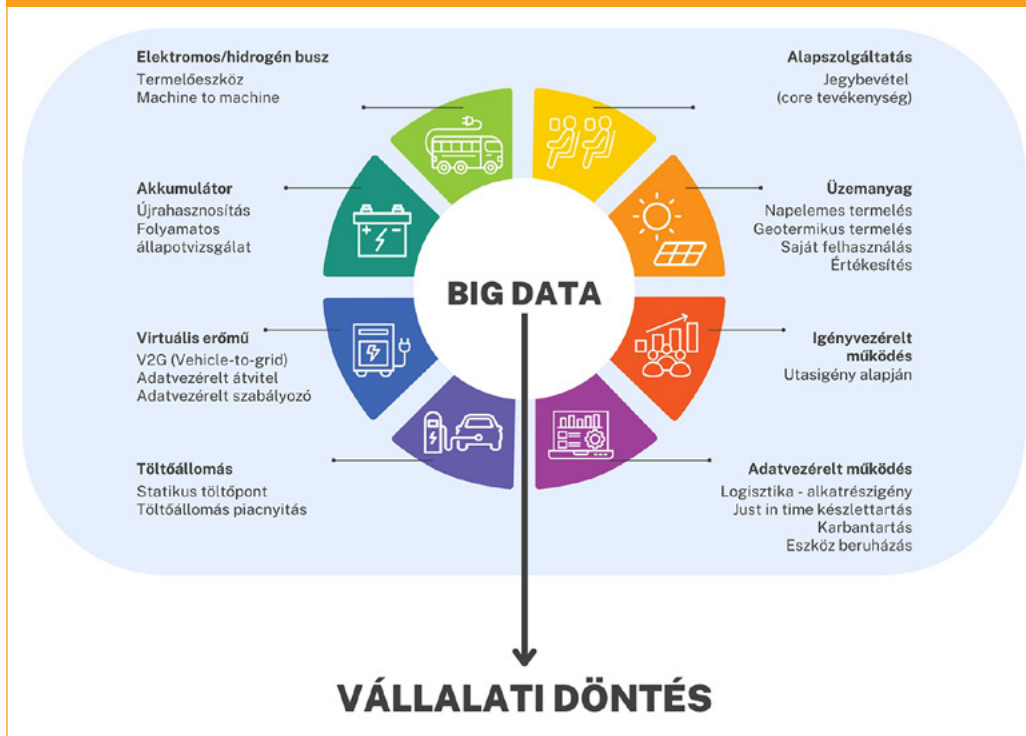 Elektromos/hidrogén busz
Termelőeszköz
Machine to machine
Alapszolgáltatás
Jegybevétel
(core tevékenység)
Akkumulátor
Újrahasznosítás
Folyamatos
állapotvizsgálat
Üzemanyag
Napelemes termelés
Geotermikus termelés
Saját felhasználás
Értékesítés
BIG DATA
Virtuális erőmű
V2G (Vehicle-to-grid)
Adatvezérelt átvitel
Adatvezérelt szabályozó
Igényvezérelt
működés
Utasigény alapján
Töltőállomás
Statikus töltőpont
Töltőállomás piacnyitás
Adatvezérelt működés
Logisztika - alkatrészigény
Just in time készlettartás
Karbantartás
Eszköz beruházás
VÁLLALATI DÖNTÉS